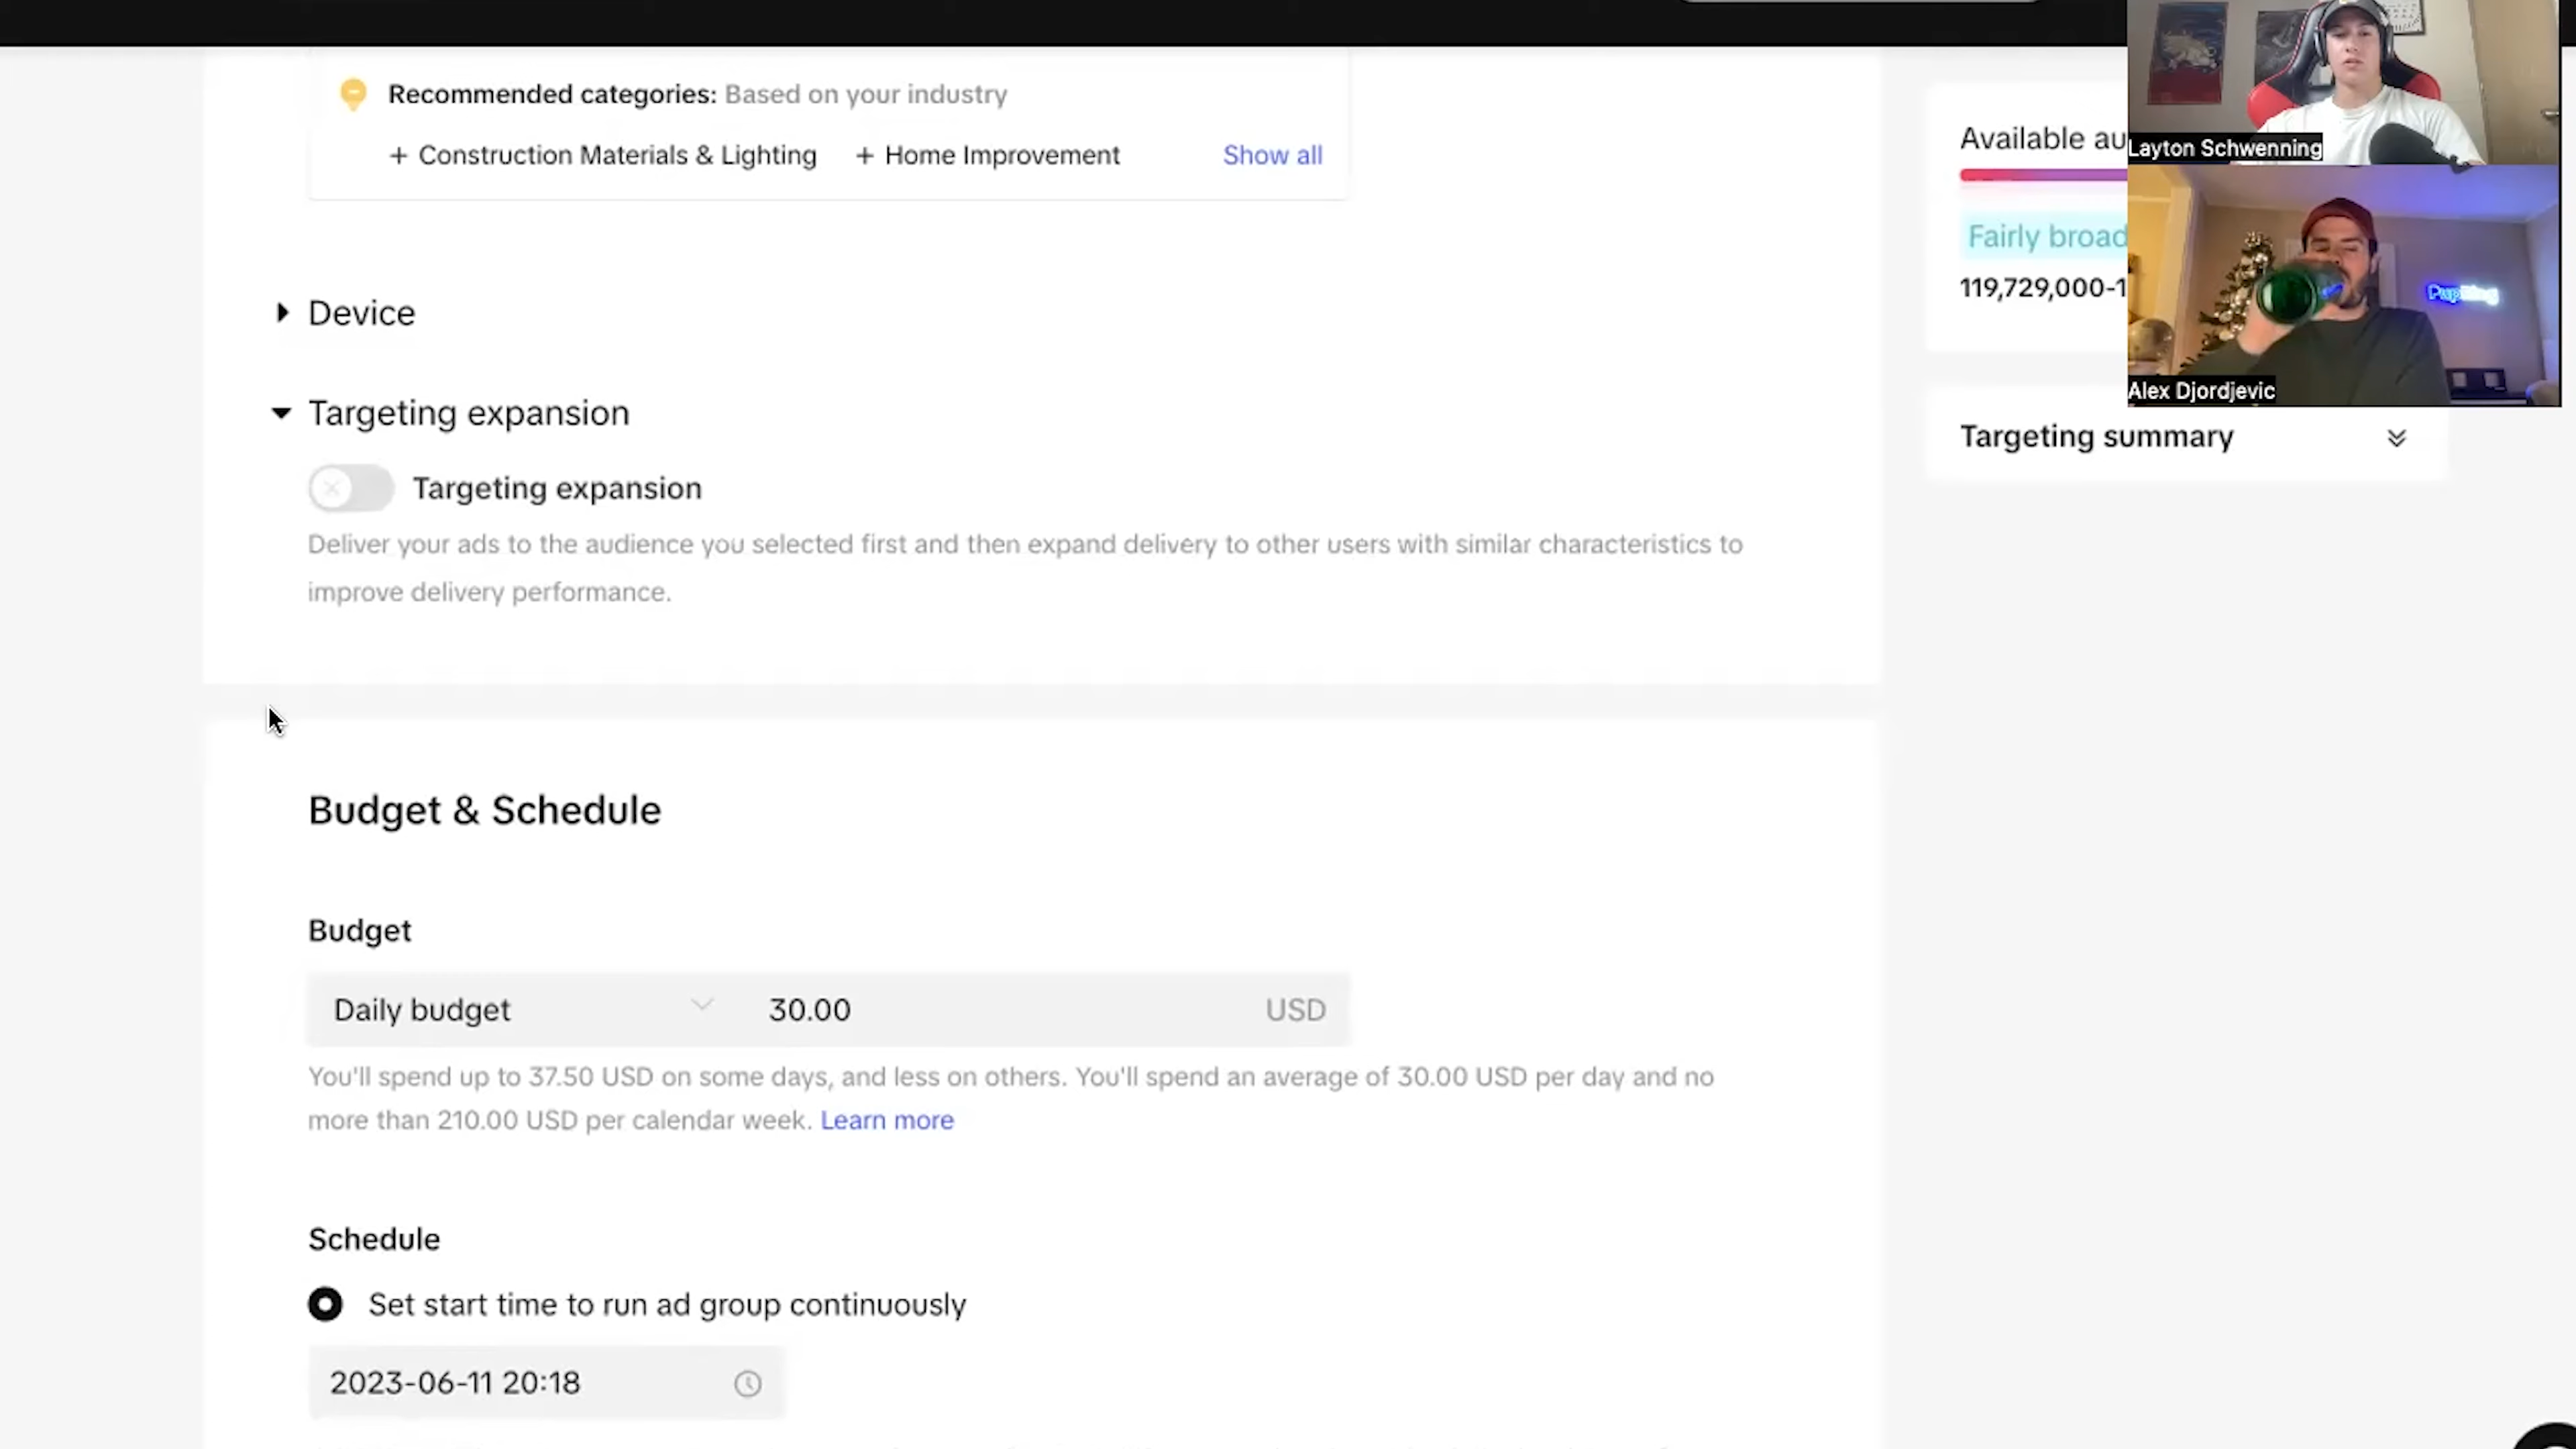 Recommended categories: Based on your industry
+ Construction Materials & Lighting + Home Improvement Show all
Device
Targeting expansion
Targeting expansion
Deliver your ads to the audience you selected first and then expand delivery to other users with similar characteristics to
improve delivery performance.
Budget & Schedule
Budget
Daily budget 30.00 USD
You'll spend up to 37.50 USD on some days, and less on others. You'll spend an average of 30.00 USD per day and no
more than 210.00 USD per calendar week. Learn more
Schedule
Set start time to run ad group continuously
2023-06-11 20:18
Available au
Fairly broad
119,729,000-1
Targeting summary
Layton Schwenning
Alex Djordjevic